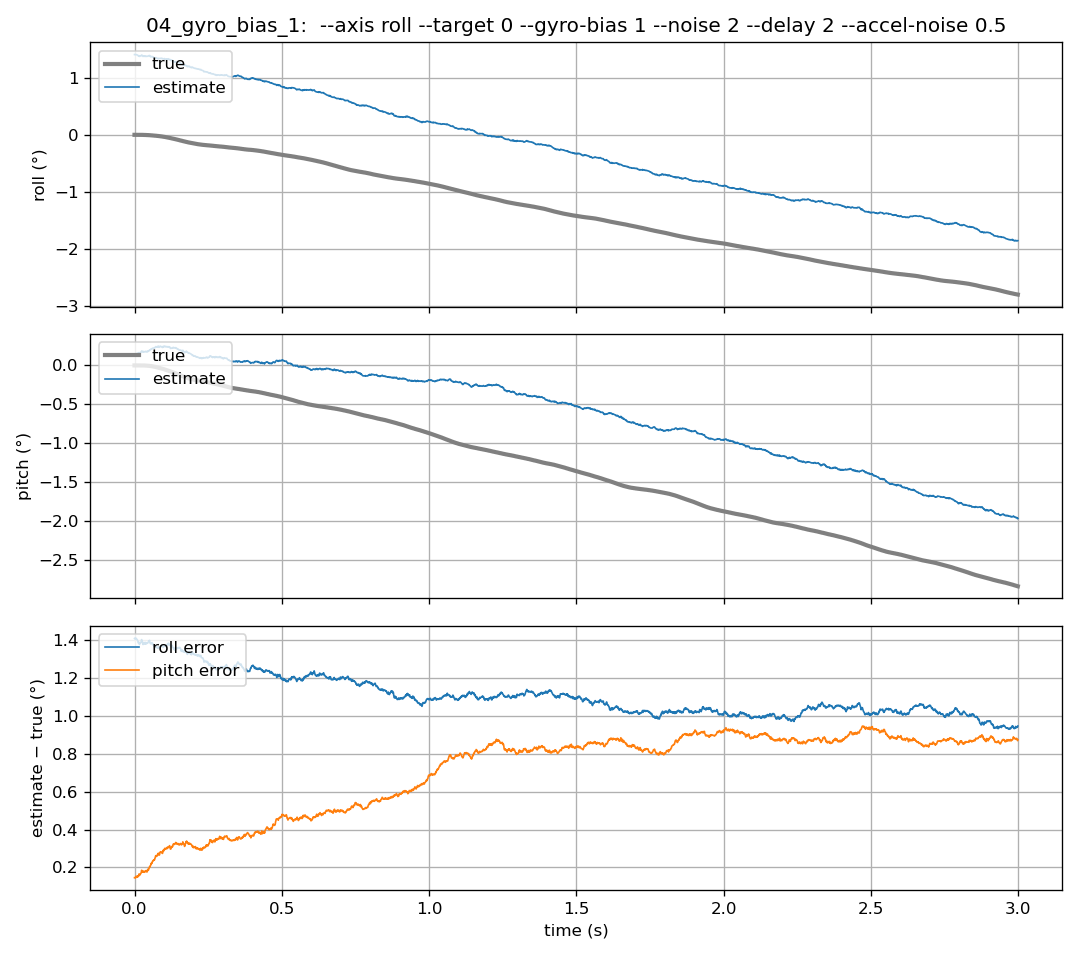 04_gyro_bias_1:  --axis roll --target 0 --gyro-bias 1 --noise 2 --delay 2 --accel-noise 0.5
true
estimate
1
0
−1
−2
−3
roll (°)
true
estimate
0.0
−0.5
−1.0
−1.5
−2.0
−2.5
pitch (°)
roll error
pitch error
1.4
1.2
1.0
0.8
0.6
0.4
0.2
estimate − true (°)
0.0 0.5 1.0 1.5 2.0 2.5 3.0
time (s)